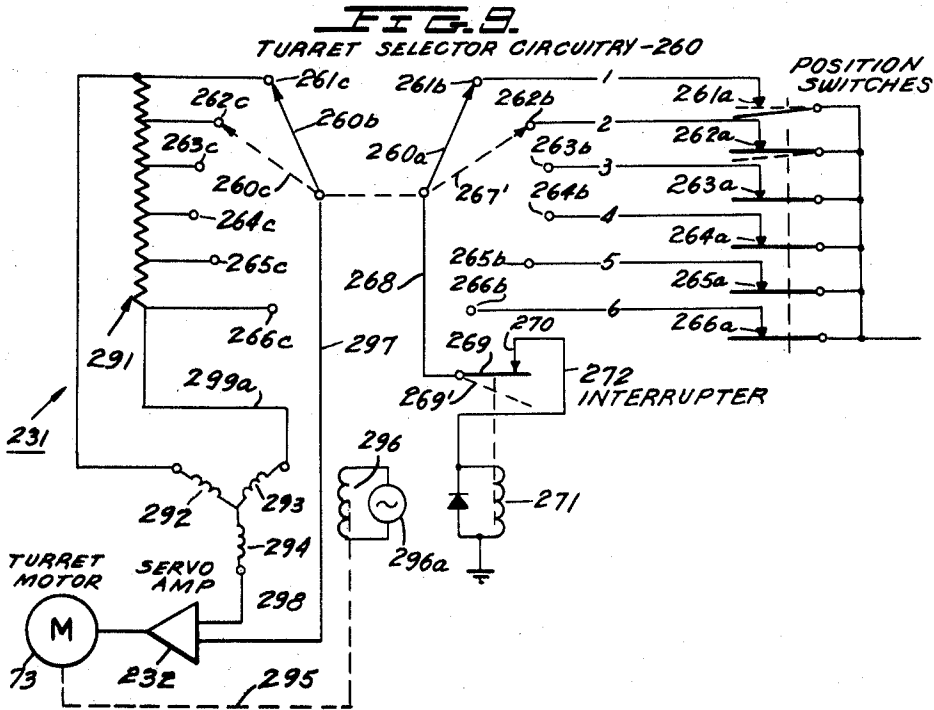 FIG. 9.
TURRET SELECTOR CIRCUITRY-260
POSITION
SWITCHES
261c
261b
1
261a
262c
262b
2
262a
260b
263c
260a
263b
3
263a
260c
267'
264b
4
264a
264c
265c
265b
5
265a
268
266b
6
266a
266c
291
297
269
270
272
INTERRUPTER
299a
269'
231
296
292
293
271
294
296a
TURRET
MOTOR
SERVO
AMP
298
M
73
232
295